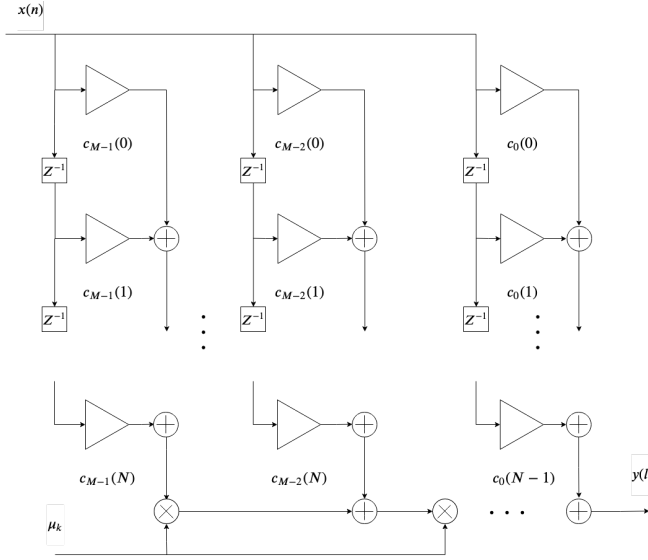 x(n)
c_{M−1}(0) c_{M−2}(0) c_0(0)
Z^{−1} Z^{−1} Z^{−1}
c_{M−1}(1) c_{M−2}(1) c_0(1)
Z^{−1} Z^{−1} Z^{−1}
c_{M−1}(N) c_{M−2}(N) c_0(N − 1)
y(l
μ_k